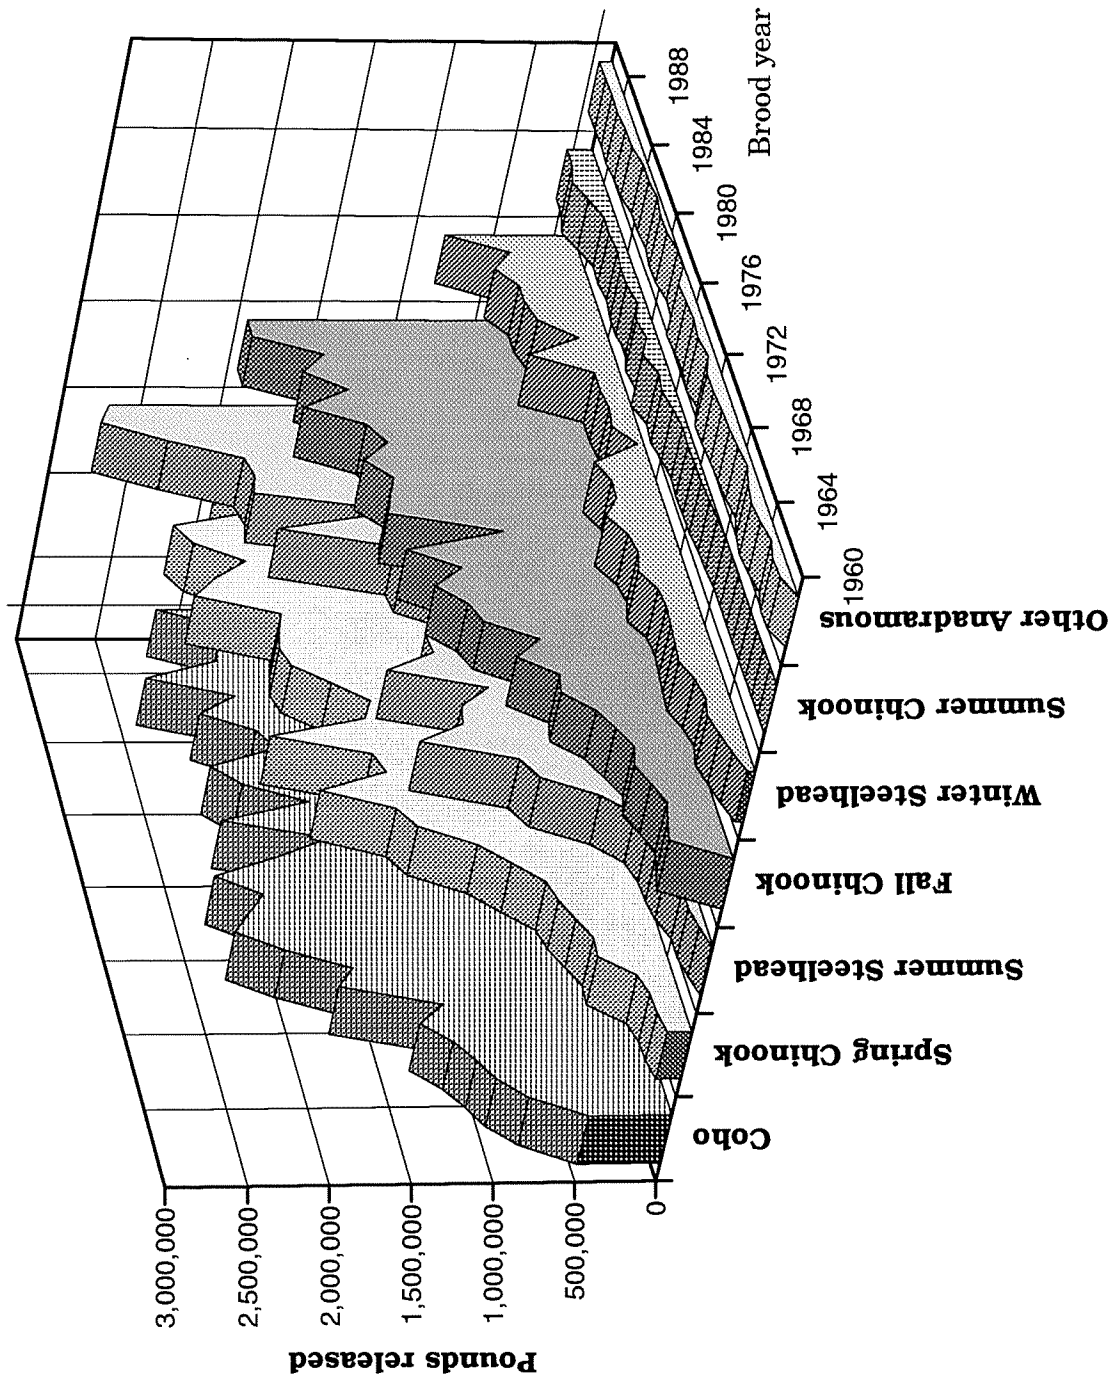 3,000,000
2,500,000
2,000,000
1,500,000
1,000,000
500,000
0
Pounds released
Coho
Spring Chinook
Summer Steelhead
Fall Chinook
Winter Steelhead
Summer Chinook
Other Anadramous
1960
1964
1968
1972
1976
1980
1984
1988
Brood year